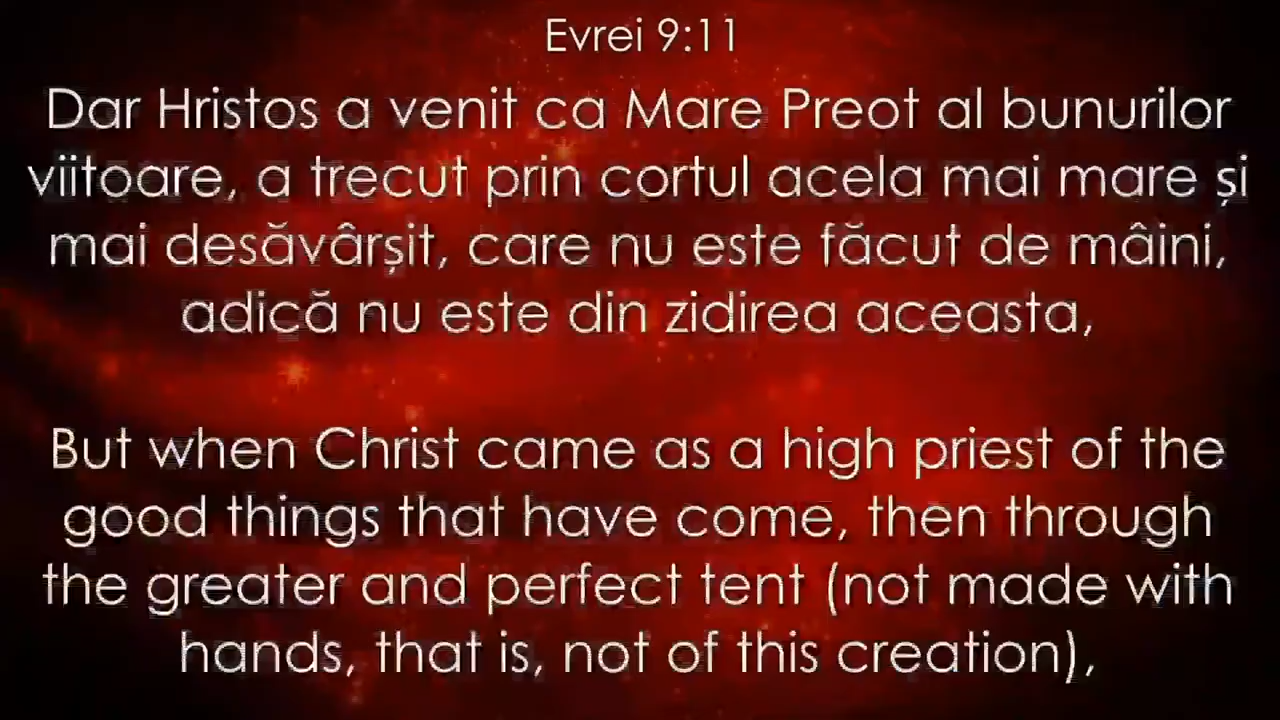 Evrei 9:11
Dar Hristos a venit ca Mare Preot al bunurilor
viitoare, a trecut prin cortul acela mai mare și
mai desăvârșit, care nu este făcut de mâini,
adică nu este din zidirea aceasta,
But when Christ came as a high priest of the
good things that have come, then through
the greater and perfect tent (not made with
hands, that is, not of this creation),